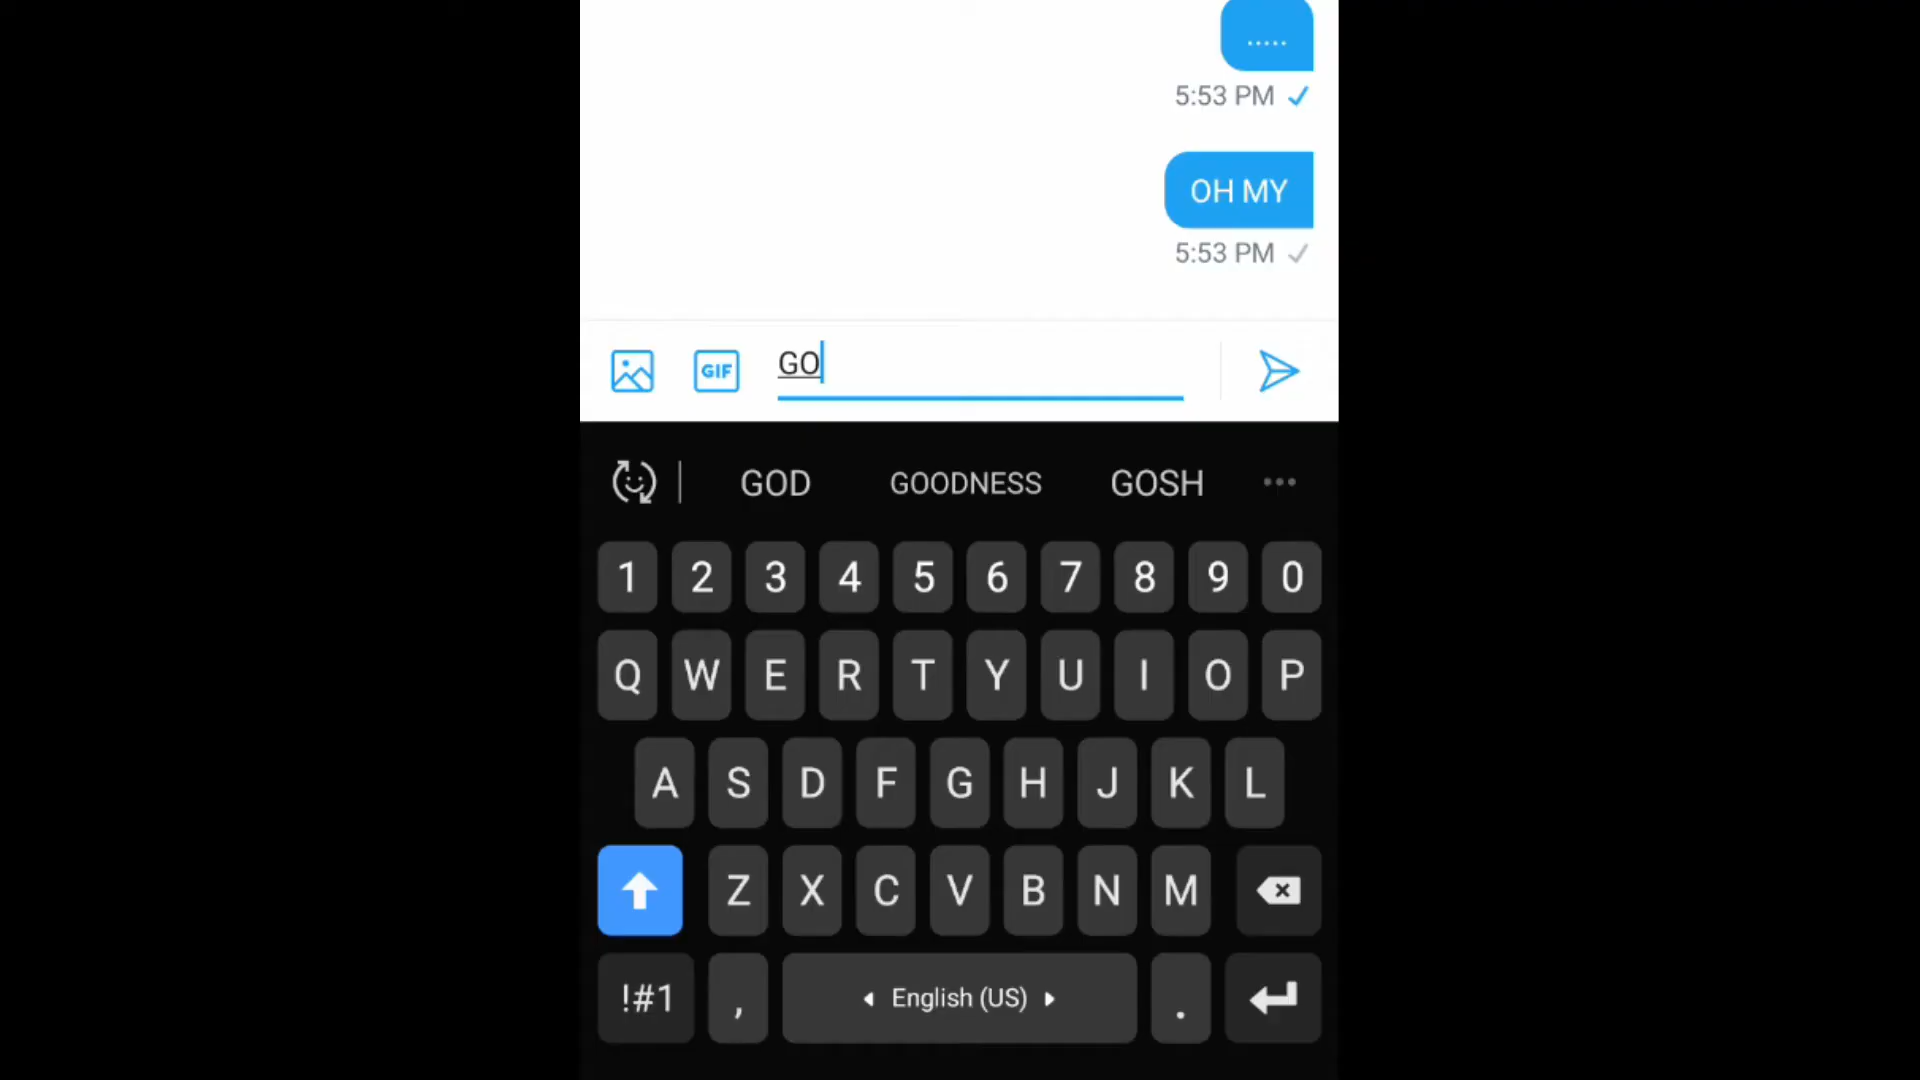 .....
5:53 PM
OH MY
5:53 PM
GIF GO
GOD GOODNESS GOSH
1 2 3 4 5 6 7 8 9 0
Q W E R T Y U I O P
A S D F G H J K L
Z X C V B N M
!#1 , English (US) .